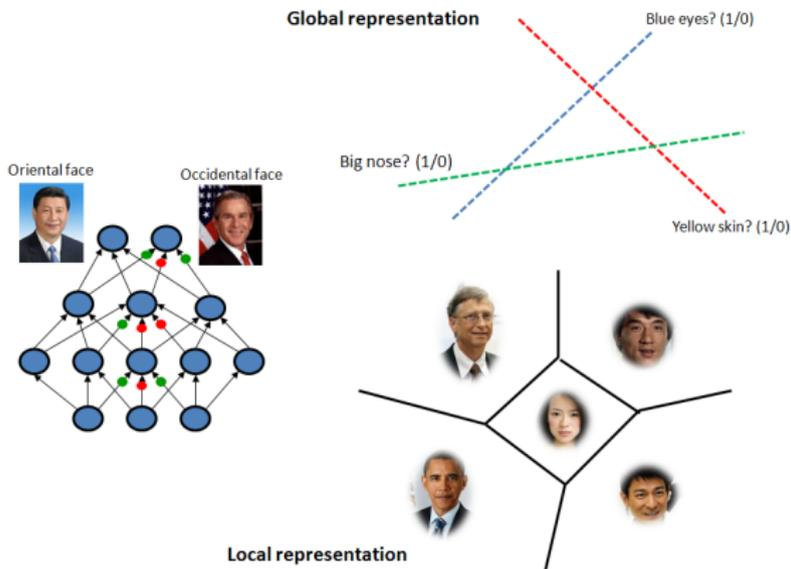 Global representation
Blue eyes? (1/0)
Big nose? (1/0)
Oriental face
Occidental face
Yellow skin? (1/0)
Local representation